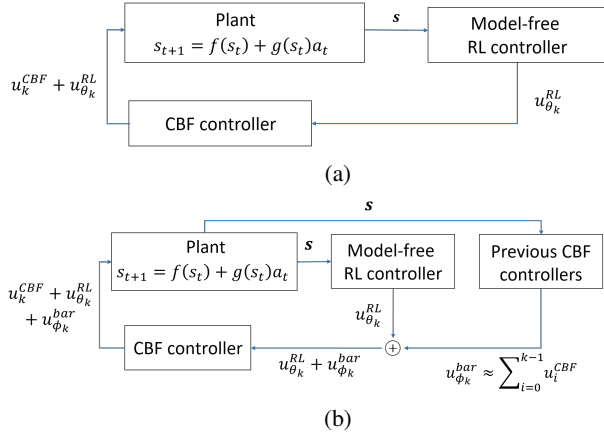 Plant
s_{t+1} = f(s_t) + g(s_t)a_t
s
Model-free
RL controller
u_k^{CBF} + u_{θ_k}^{RL}
CBF controller
u_{θ_k}^{RL}
(a)
s
Plant
s_{t+1} = f(s_t) + g(s_t)a_t
s
Model-free
RL controller
Previous CBF
controllers
u_k^{CBF} + u_{θ_k}^{RL}
+ u_{ϕ_k}^{bar}
u_{θ_k}^{RL}
CBF controller
+
u_{θ_k}^{RL} + u_{ϕ_k}^{bar}
u_{ϕ_k}^{bar} ≈ ∑_{i=0}^{k-1} u_i^{CBF}
(b)